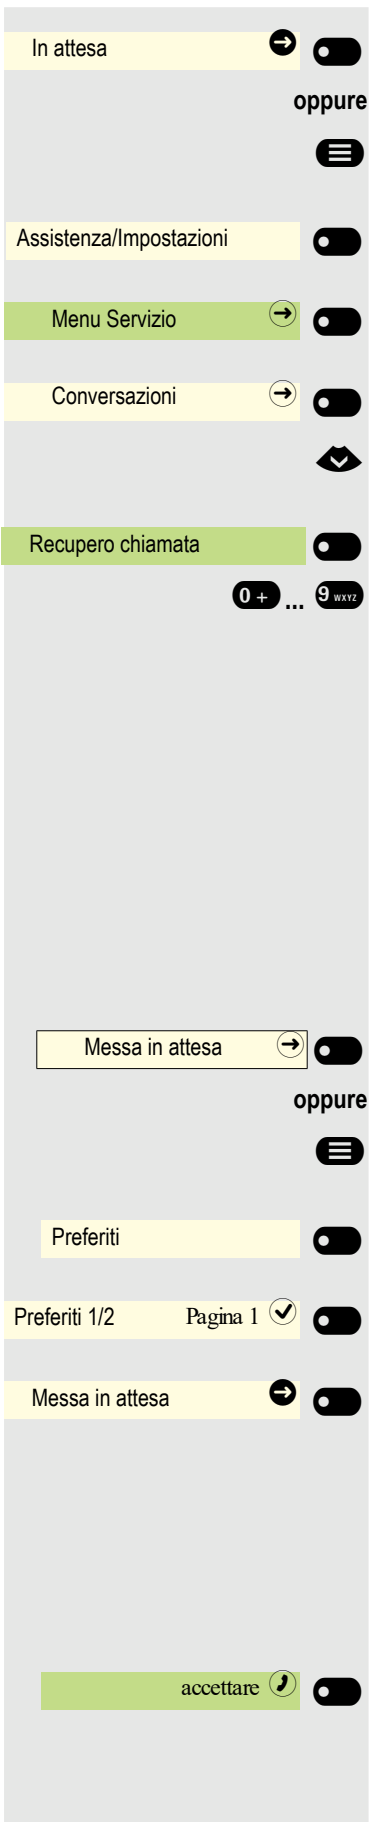 In attesa
oppure
Assistenza/Impostazioni
Menu Servizio
Conversazioni
Recupero chiamata
0 + ... 9 WXYZ
Messa in attesa
oppure
Preferiti
Preferiti 1/2 Pagina 1
Messa in attesa
accettare